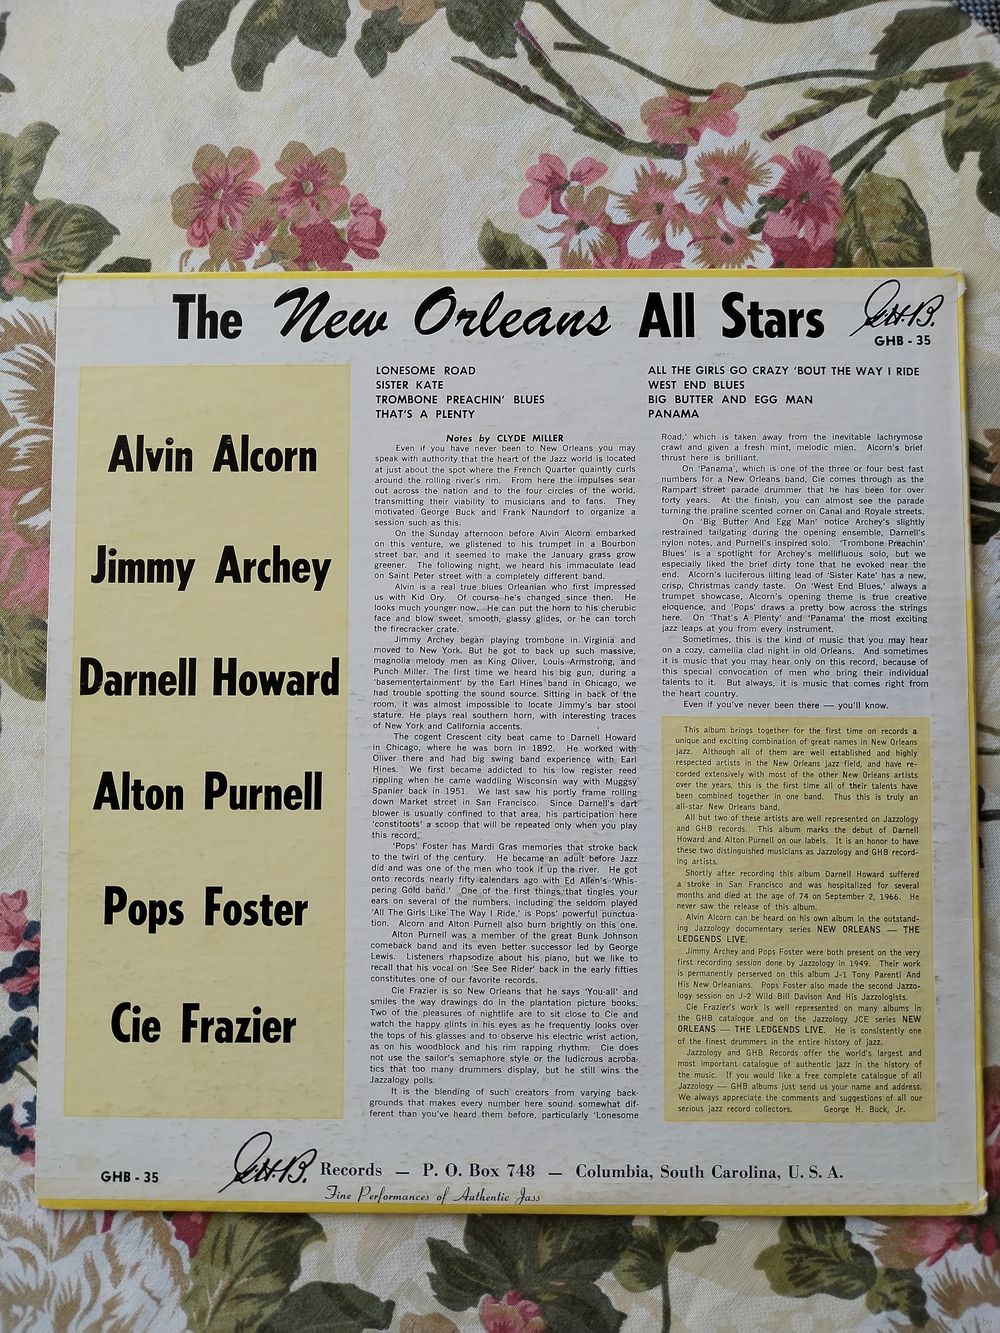 The New Orleans All Stars
G.H.B.
GHB - 35
Alvin Alcorn
Jimmy Archey
Darnell Howard
Alton Purnell
Pops Foster
Cie Frazier
LONESOME ROAD
SISTER KATE
TROMBONE PREACHIN' BLUES
THAT'S A PLENTY
ALL THE GIRLS GO CRAZY 'BOUT THE WAY I RIDE
WEST END BLUES
BIG BUTTER AND EGG MAN
PANAMA
Notes by CLYDE MILLER
Even if you have never been to New Orleans you may
speak with authority that the heart of the Jazz world is located
at just about the spot where the French Quarter quaintly curls
around the rolling river's rim. From here the impulses sear
out across the nation and to the four circles of the world,
transmitting their viability to musicians and to fans. They
motivated George Buck and Frank Naundorf to organize a
session such as this.
On the Sunday afternoon before Alvin Alcorn embarked
on this venture, we glistened to his trumpet in a Bourbon
street bar, and it seemed to make the January grass grow
greener. The following night, we heard his immaculate lead
on Saint Peter street with a completely different band.
Alvin is a real true blues Orleanian who first impressed
us with Kid Ory. Of course he's changed since then. He
looks much younger now. He can put the horn to his cherubic
face and blow sweet, smooth, glassy glides, or he can torch
the firecracker crate.
Jimmy Archey began playing trombone in Virginia and
moved to New York. But he got to back up such massive,
magnolia melody men as King Oliver, Louis Armstrong, and
Punch Miller. The first time we heard his big gun, during a
'basementertainment' by the Earl Hines band in Chicago, we
had trouble spotting the sound source. Sitting in back of the
room, it was almost impossible to locate Jimmy's bar stool
stature. He plays real southern horn, with interesting traces
of New York and California accents.
The cogent Crescent city beat came to Darnell Howard
in Chicago, where he was born in 1892. He worked with
Oliver there and had big swing band experience with Earl
Hines. We first became addicted to his low register reed
rippling when he came waddling Wisconsin way with Muggsy
Spanier back in 1951. We last saw his portly frame rolling
down Market street in San Francisco. Since Darnell's dart
blower is usually confined to that area, his participation here
'constitoots' a scoop that will be repeated only when you play
this record.
'Pops' Foster has Mardi Gras memories that stroke back
to the twirl of the century. He became an adult before Jazz
did and was one of the men who took it up the river. He got
onto records nearly fifty calendars ago with Ed Allen's 'Whis-
pering Gold band.' One of the first things that tingles your
ears on several of the numbers, including the seldom played
'All The Girls Like The Way I Ride,' is Pops' powerful punctua-
tion. Alcorn and Alton Purnell also burn brightly on this one.
Alton Purnell was a member of the great Bunk Johnson
comeback band and its even better successor led by George
Lewis. Listeners rhapsodize about his piano, but we like to
recall that his vocal on 'See See Rider' back in the early fifties
constitutes one of our favorite records.
Cie Frazier is so New Orleans that he says 'You-all' and
smiles the way drawings do in the plantation picture books.
Two of the pleasures of nightlife are to sit close to Cie and
watch the happy glints in his eyes as he frequently looks over
the tops of his glasses and to observe his electric wrist action,
as on his woodblock and his rim rapping rhythm. Cie does
not use the sailor's semaphore style or the ludicrous acroba-
tics that too many drummers display, but he still wins the
Jazzalogy polls.
It is the blending of such creators from varying back-
grounds that makes every number here sound somewhat dif-
ferent than you've heard them before, particularly 'Lonesome
Road,' which is taken away from the inevitable lachrymose
crawl and given a fresh mint, melodic mien. Alcorn's brief
thrust here is brilliant.
On 'Panama', which is one of the three or four best fast
numbers for a New Orleans band, Cie comes through as the
Rampart street parade drummer that he has been for over
forty years. At the finish, you can almost see the parade
turning the praline scented corner on Canal and Royale streets.
On 'Big Butter And Egg Man' notice Archey's slightly
restrained tailgating during the opening ensemble, Darnell's
nylon notes, and Purnell's inspired solo. 'Trombone Preachin'
Blues' is a spotlight for Archey's mellifluous solo, but we
especially liked the brief dirty tone that he evoked near the
end. Alcorn's luciferous lifting lead of 'Sister Kate' has a new,
crisp, Christmas candy taste. On 'West End Blues,' always a
trumpet showcase, Alcorn's opening theme is true creative
eloquence, and 'Pops' draws a pretty bow across the strings
here. On 'That's A Plenty' and 'Panama' the most exciting
jazz leaps at you from every instrument.
Sometimes, this is the kind of music that you may hear
on a cozy, camellia clad night in old Orleans. And sometimes
it is music that you may hear only on this record, because of
this special convocation of men who bring their individual
talents to it. But always, it is music that comes right from
the heart country.
Even if you've never been there — you'll know.
This album brings together for the first time on records a
unique and exciting combination of great names in New Orleans
jazz. Although all of them are well established and highly
respected artists in the New Orleans jazz field, and have re-
corded extensively with most of the other New Orleans artists
over the years, this is the first time all of their talents have
been combined together in one band. Thus this is truly an
all-star New Orleans band.
All but two of these artists are well represented on Jazzology
and GHB records. This album marks the debut of Darnell
Howard and Alton Purnell on our labels. It is an honor to have
these two distinguished musicians as Jazzology and GHB record-
ing artists.
Shortly after recording this album Darnell Howard suffered
a stroke in San Francisco and was hospitalized for several
months and died at the age of 74 on September 2, 1966. He
never saw the release of this album.
Alvin Alcorn can be heard on his own album in the outstand-
ing Jazzology documentary series NEW ORLEANS — THE
LEDGENDS LIVE.
Jimmy Archey and Pops Foster were both present on the very
first recording session done by Jazzology in 1949. Their work
is permanently perserved on this album J-1 Tony Parenti And
His New Orleanians. Pops Foster also made the second Jazzo-
logy session on J-2 Wild Bill Davison And His Jazzologists.
Cie Frazier's work is well represented on many albums in
the GHB catalogue and on the Jazzology JCE series NEW
ORLEANS — THE LEDGENDS LIVE. He is consistently one
of the finest drummers in the entire history of jazz.
Jazzology and GHB Records offer the world's largest and
most important catalogue of authentic jazz in the history of
the music. If you would like a free complete catalogue of all
Jazzology — GHB albums just send us your name and address.
We always appreciate the comments and suggestions of all our
serious jazz record collectors. George H. Buck, Jr.
GHB - 35
G.H.B. Records — P. O. Box 748 — Columbia, South Carolina, U. S. A.
Fine Performances of Authentic Jass